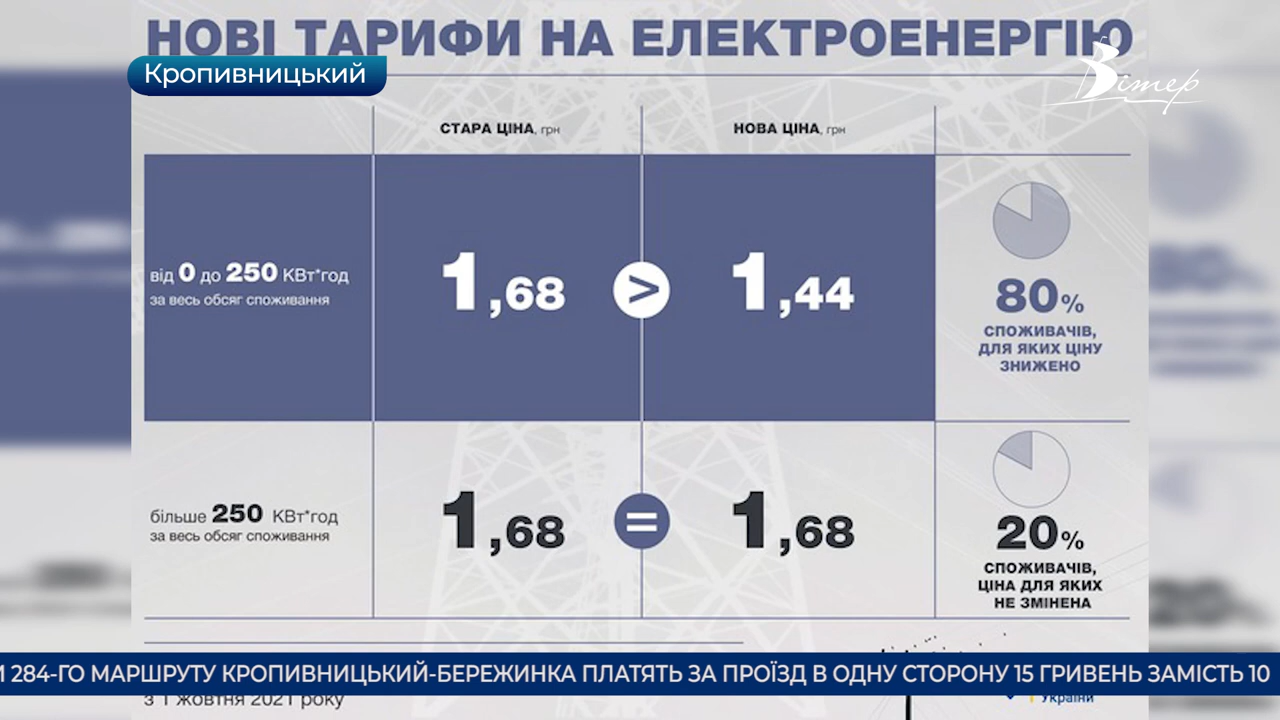 НОВІ ТАРИФИ НА ЕЛЕКТРОЕНЕРГІЮ
Кропивницький
Вітер
СТАРА ЦІНА, грн
НОВА ЦІНА, грн
від 0 до 250 КВт*год
за весь обсяг споживання
1,68
>
1,44
80%
СПОЖИВАЧІВ,
ДЛЯ ЯКИХ ЦІНУ
ЗНИЖЕНО
більше 250 КВт*год
за весь обсяг споживання
1,68
=
1,68
20%
СПОЖИВАЧІВ,
ЦІНА ДЛЯ ЯКИХ
НЕ ЗМІНЕНА
284-ГО МАРШРУТУ КРОПИВНИЦЬКИЙ-БЕРЕЖИНКА ПЛАТЯТЬ ЗА ПРОЇЗД В ОДНУ СТОРОНУ 15 ГРИВЕНЬ ЗАМІСТЬ 10
з 1 жовтня 2021 року
України